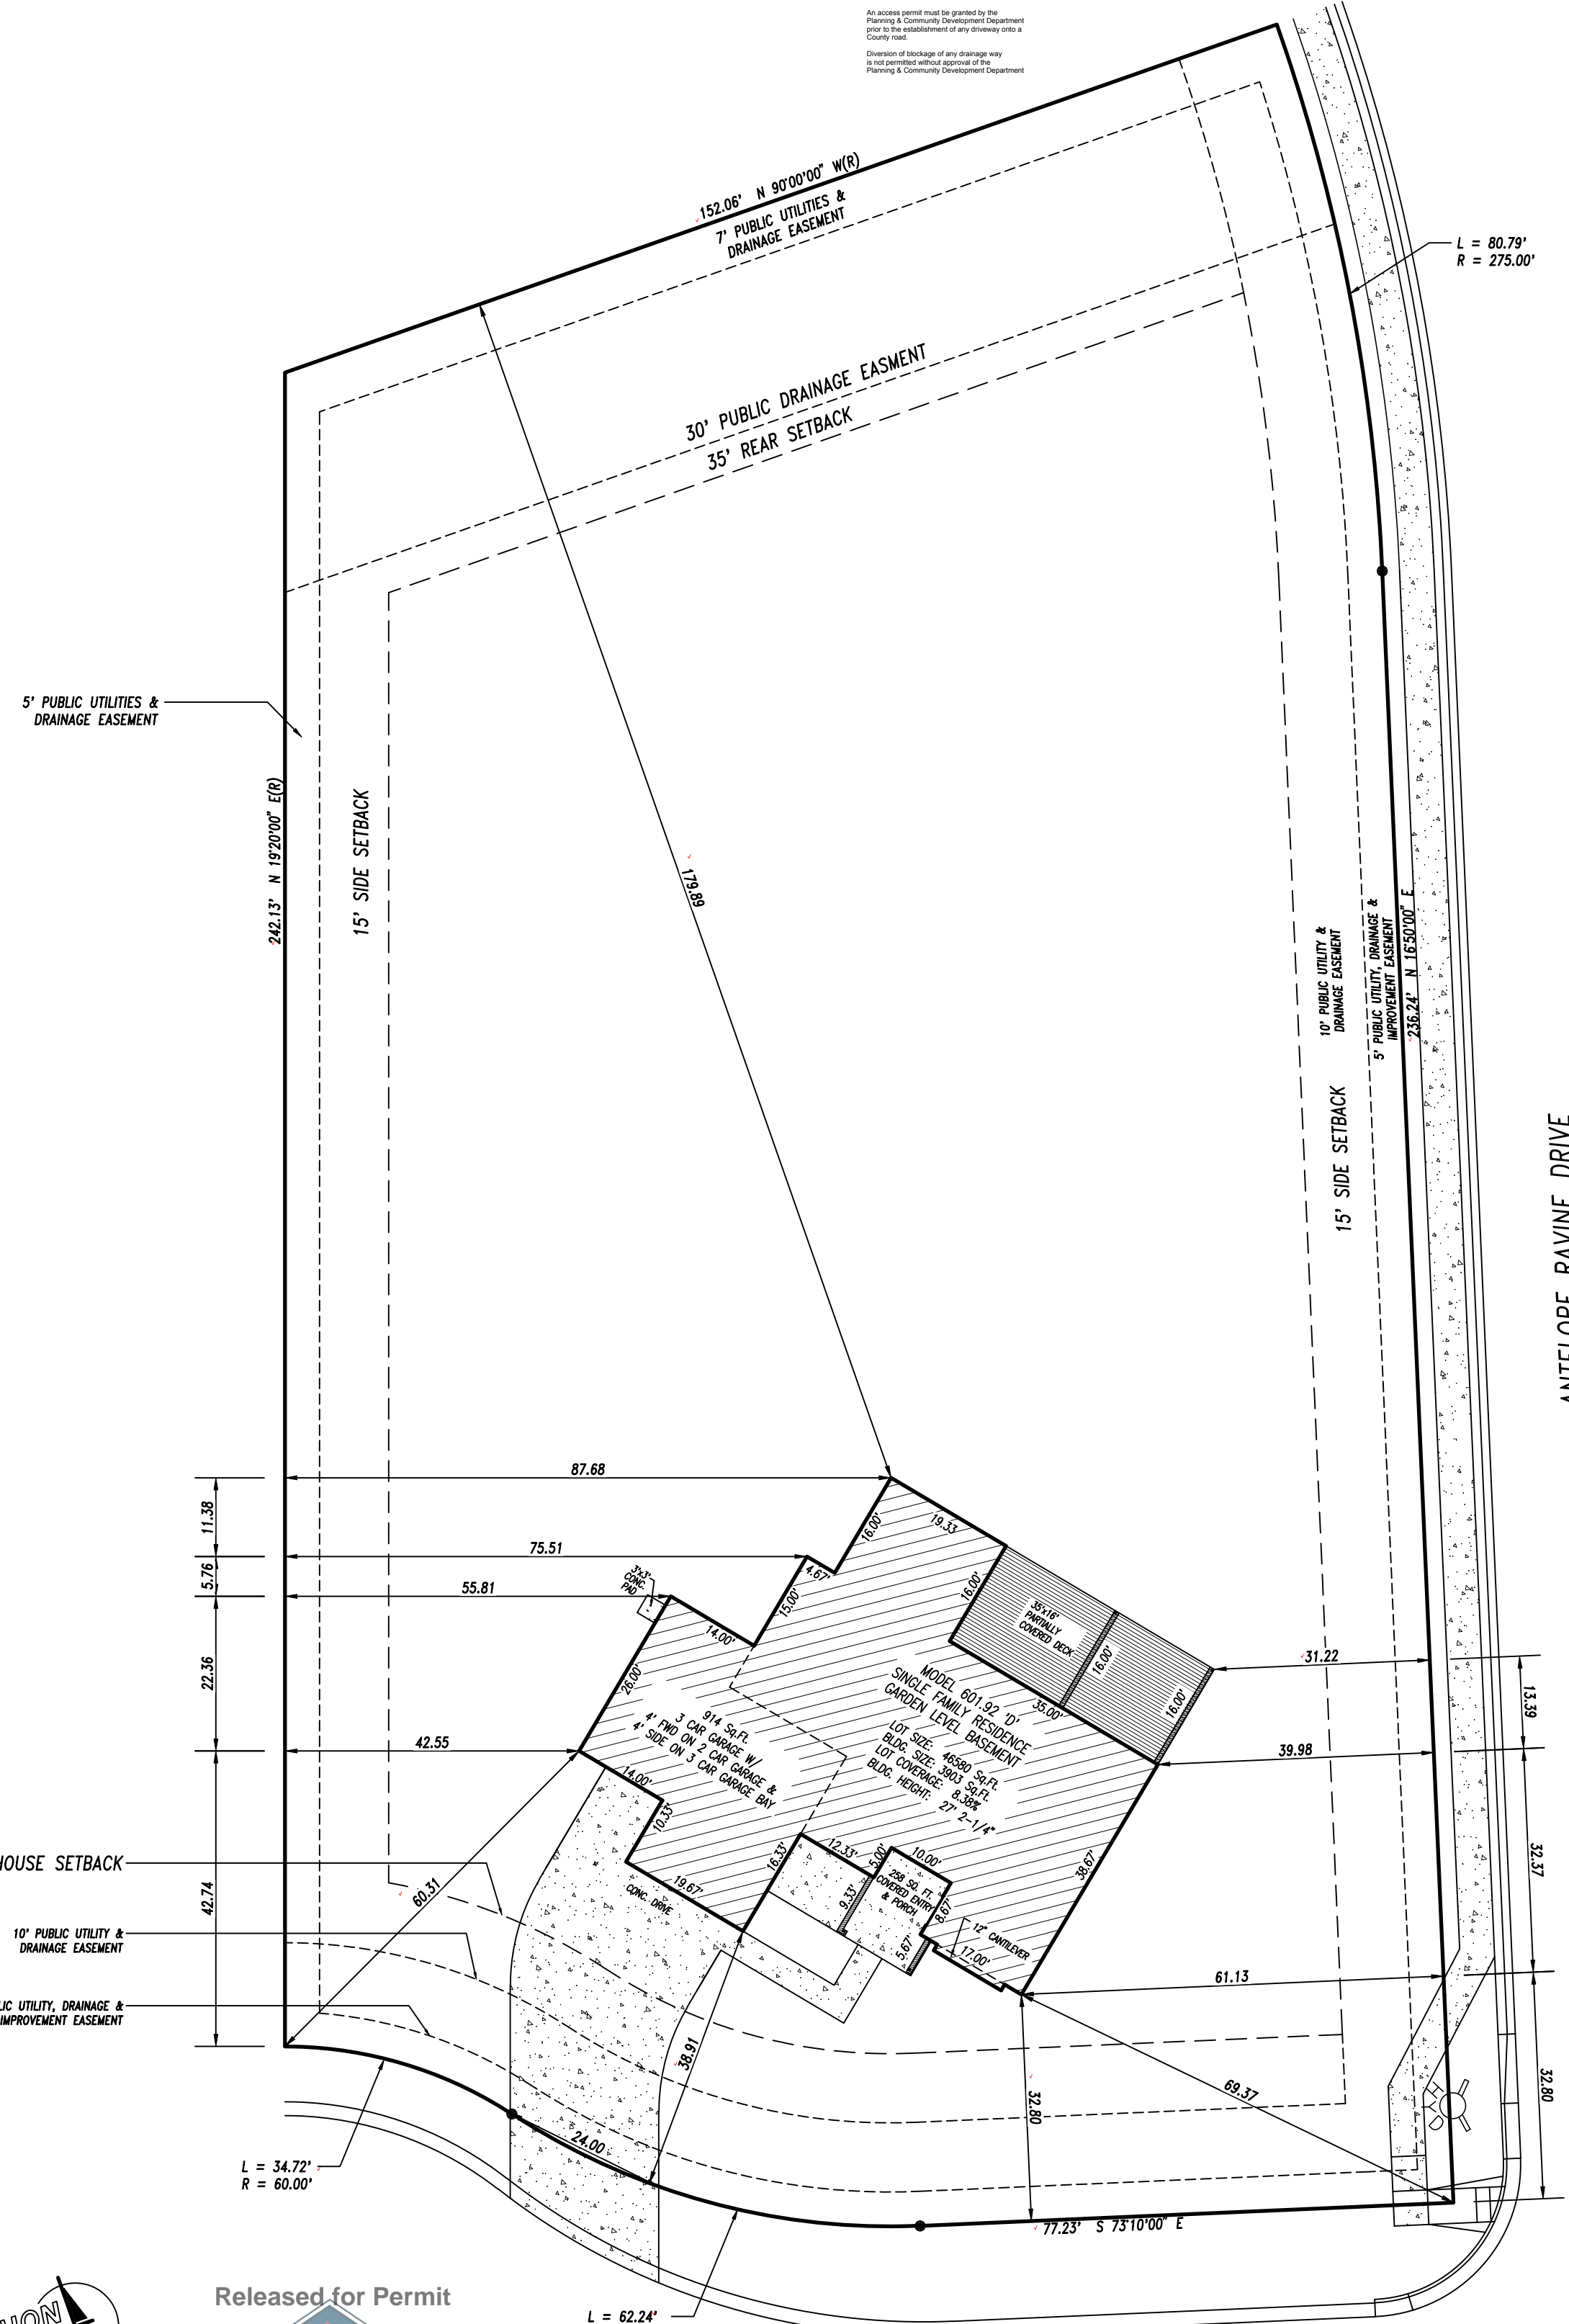 An access permit must be granted by the
Planning & Community Development Department
prior to the establishment of any driveway onto a
County road.
Diversion of blockage of any drainage way
is not permitted without approval of the
Planning & Community Development Department
152.06' N 90°00'00" W(R)
7' PUBLIC UTILITIES &
DRAINAGE EASEMENT
L = 80.79'
R = 275.00'
30' PUBLIC DRAINAGE EASMENT
35' REAR SETBACK
5' PUBLIC UTILITIES &
DRAINAGE EASEMENT
242.13' N 19°20'00" E(R)
15' SIDE SETBACK
179.89
10' PUBLIC UTILITY &
DRAINAGE EASEMENT
5' PUBLIC UTILITY, DRAINAGE &
IMPROVEMENT EASEMENT
236.24' N 16°50'00" E
15' SIDE SETBACK
ANTELOPE RAVINE DRIVE
87.68
11.38
75.51
5.76
55.81
22.36
42.55
42.74
3'x3'
CONC.
PAD
16.00'
19.33
4.67'
15.00'
14.00'
26.00'
16.00'
35'x16'
PARTIALLY
COVERED DECK
16.00'
16.00'
35.00'
31.22
13.39
39.98
32.37
MODEL 601.92 'D'
SINGLE FAMILY RESIDENCE
GARDEN LEVEL BASEMENT
LOT SIZE: 46580 Sq.Ft.
BLDG. SIZE: 3903 Sq.Ft.
LOT COVERAGE: 8.38%
BLDG. HEIGHT: 27' 2-1/4"
914 Sq.Ft.
3 CAR GARAGE W/
4' FWD ON 2 CAR GARAGE &
4' SIDE ON 3 CAR GARAGE BAY
14.00'
10.33'
19.67'
CONC. DRIVE
16.33'
12.33'
5.00'
10.00'
9.33'
258 SQ. FT.
COVERED ENTRY
& PORCH
8.67'
5.67'
12" CANTILEVER
17.00'
38.67'
61.13
HOUSE SETBACK
60.31
10' PUBLIC UTILITY &
DRAINAGE EASEMENT
UTILITY, DRAINAGE &
IMPROVEMENT EASEMENT
38.91
32.80
69.37
32.80
24.00
L = 34.72'
R = 60.00'
77.23' S 73°10'00" E
Released for Permit
L = 62.24'